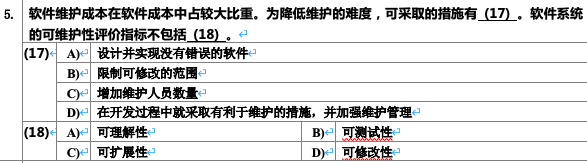 5. 软件维护成本在软件成本中占较大比重。为降低维护的难度，可采取的措施有 (17) 。软件系统
的可维护性评价指标不包括 (18) 。
(17) A) 设计并实现没有错误的软件
B) 限制可修改的范围
C) 增加维护人员数量
D) 在开发过程中就采取有利于维护的措施，并加强维护管理
(18) A) 可理解性 B) 可测试性
C) 可扩展性 D) 可修改性